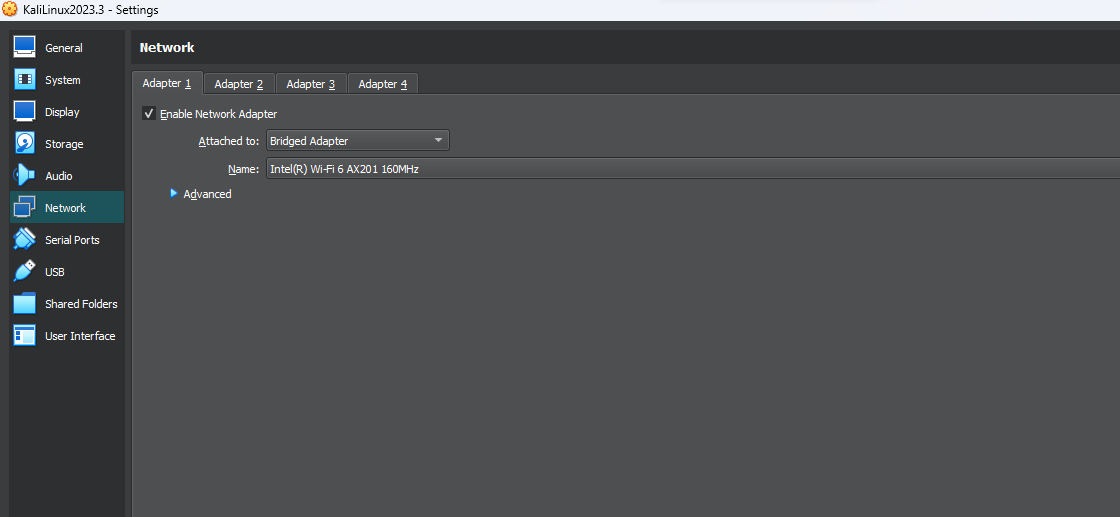 KaliLinux2023.3 - Settings
General
System
Display
Storage
Audio
Network
Serial Ports
USB
Shared Folders
User Interface
Network
Adapter 1 Adapter 2 Adapter 3 Adapter 4
Enable Network Adapter
Attached to: Bridged Adapter
Name: Intel(R) Wi-Fi 6 AX201 160MHz
Advanced